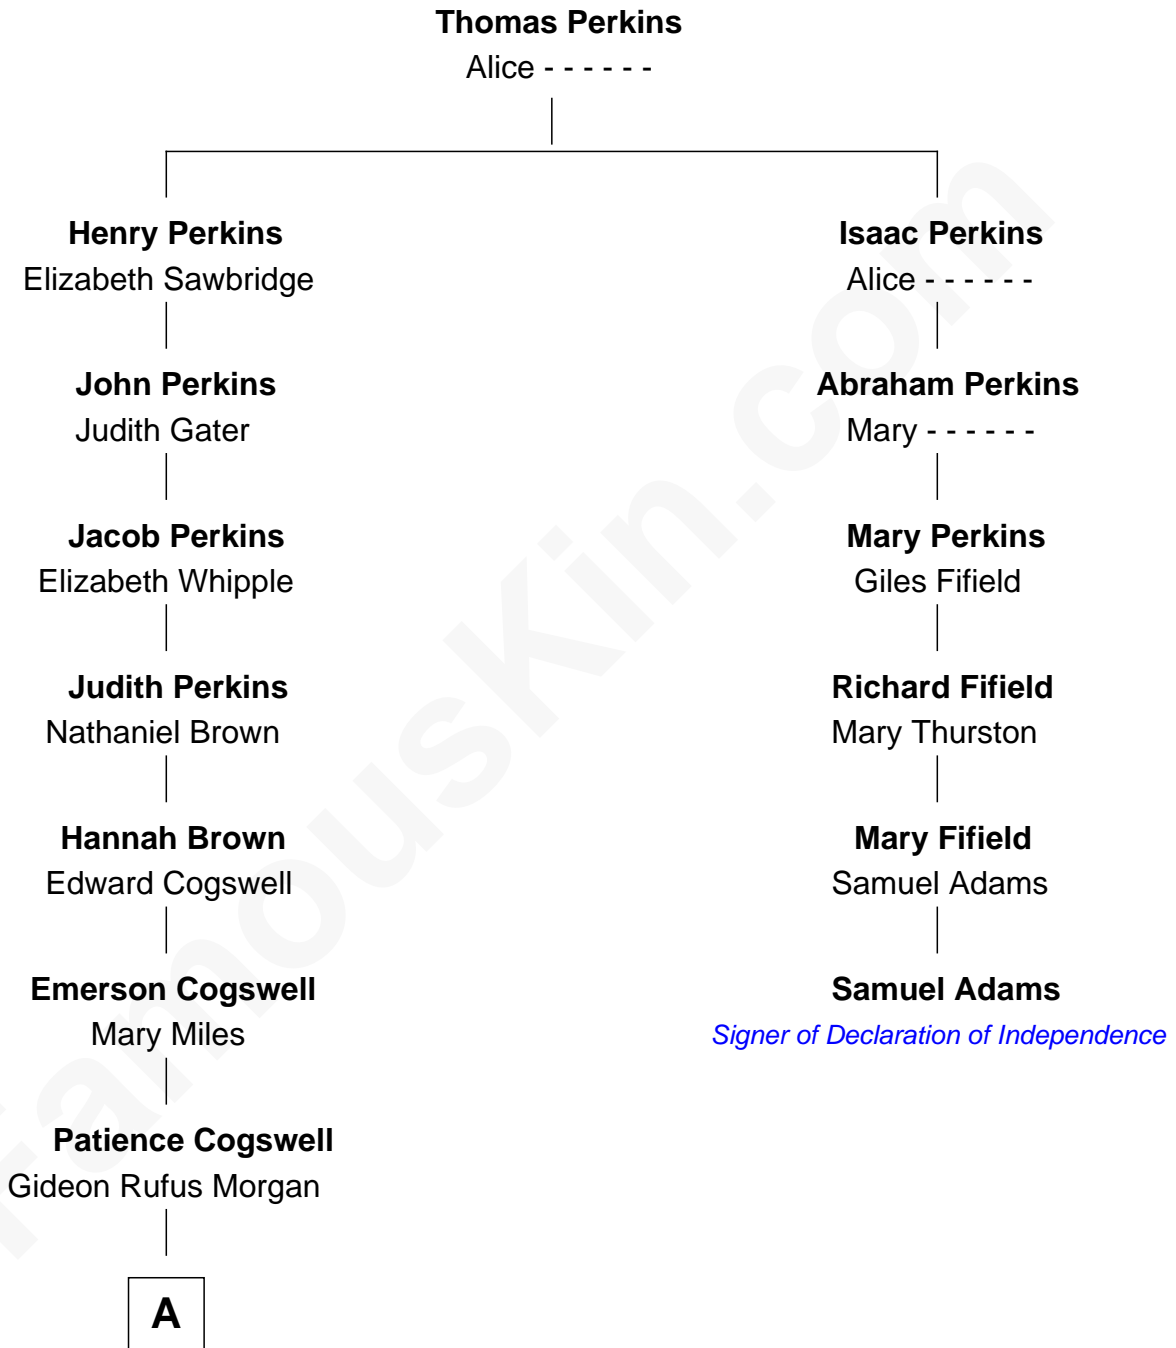 Thomas Perkins
Alice - - - - - -
Henry Perkins
Elizabeth Sawbridge
John Perkins
Judith Gater
Jacob Perkins
Elizabeth Whipple
Judith Perkins
Nathaniel Brown
Hannah Brown
Edward Cogswell
Emerson Cogswell
Mary Miles
Patience Cogswell
Gideon Rufus Morgan
A
Isaac Perkins
Alice - - - - - -
Abraham Perkins
Mary - - - - - -
Mary Perkins
Giles Fifield
Richard Fifield
Mary Thurston
Mary Fifield
Samuel Adams
Samuel Adams
Signer of Declaration of Independence
FamousKin.com